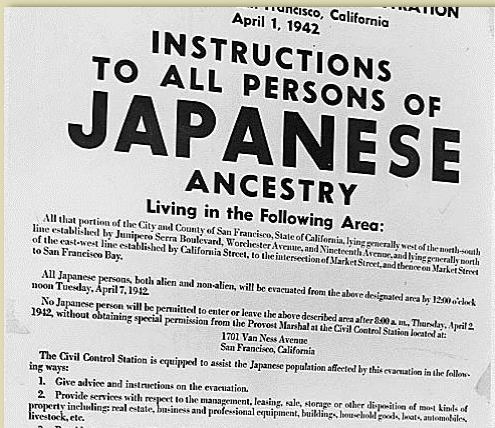 Francisco, California
April 1, 1942
INSTRUCTIONS
TO ALL PERSONS OF
JAPANESE
ANCESTRY
Living in the Following Area:
All that portion of the City and County of San Francisco, State of California, lying generally west of the north-south
line established by Junipero Serra Boulevard, Worchester Avenue, and Nineteenth Avenue, and lying generally north
of the east-west line established by California Street, to the intersection of Market Street, and thence on Market Street
to San Francisco Bay.
All Japanese persons, both alien and non-alien, will be evacuated from the above designated area by 12:00 o'clock
noon Tuesday, April 7, 1942.
No Japanese person will be permitted to enter or leave the above described area after 8:00 a. m., Thursday, April 2,
1942, without obtaining special permission from the Provost Marshal at the Civil Control Station located at:
1701 Van Ness Avenue
San Francisco, California
The Civil Control Station is equipped to assist the Japanese population affected by this evacuation in the follow-
ing ways:
1. Give advice and instructions on the evacuation.
2. Provide services with respect to the management, leasing, sale, storage or other disposition of most kinds of
property including: real estate, business and professional equipment, buildings, household goods, boats, automobiles,
livestock, etc.